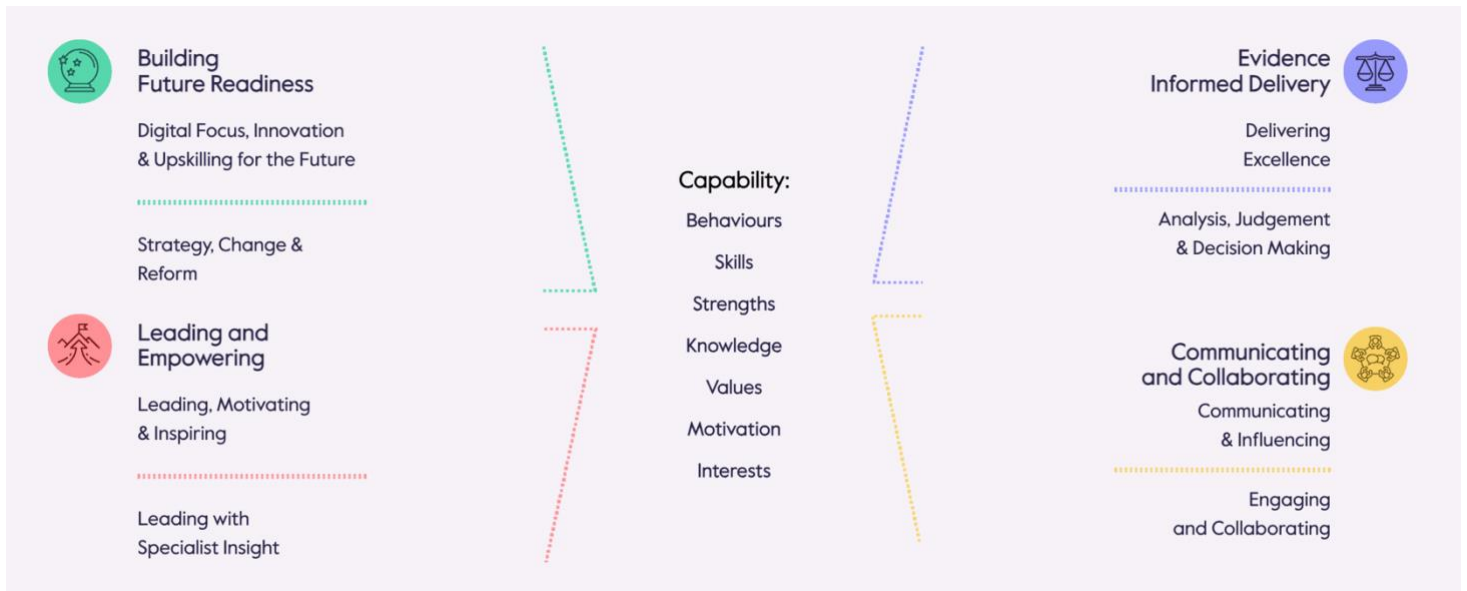 Building
Future Readiness
Digital Focus, Innovation
& Upskilling for the Future
Strategy, Change &
Reform
Leading and
Empowering
Leading, Motivating
& Inspiring
Leading with
Specialist Insight
Capability:
Behaviours
Skills
Strengths
Knowledge
Values
Motivation
Interests
Evidence
Informed Delivery
Delivering
Excellence
Analysis, Judgement
& Decision Making
Communicating
and Collaborating
Communicating
& Influencing
Engaging
and Collaborating